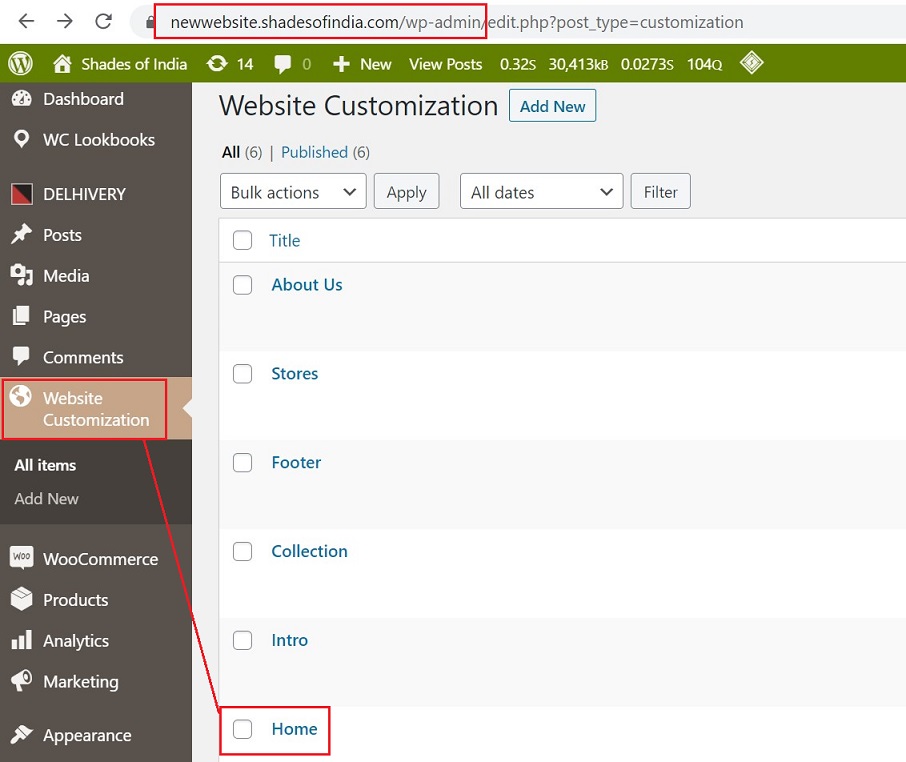 newwebsite.shadesofindia.com/wp-admin/edit.php?post_type=customization
Shades of India 14 0 New View Posts 0.32S 30,413KB 0.0273S 104Q
Dashboard
WC Lookbooks
DELHIVERY
Posts
Media
Pages
Comments
Website
Customization
All items
Add New
WOO WooCommerce
Products
Analytics
Marketing
Appearance
Website Customization Add New
All (6) | Published (6)
Bulk actions Apply All dates Filter
Title
About Us
Stores
Footer
Collection
Intro
Home